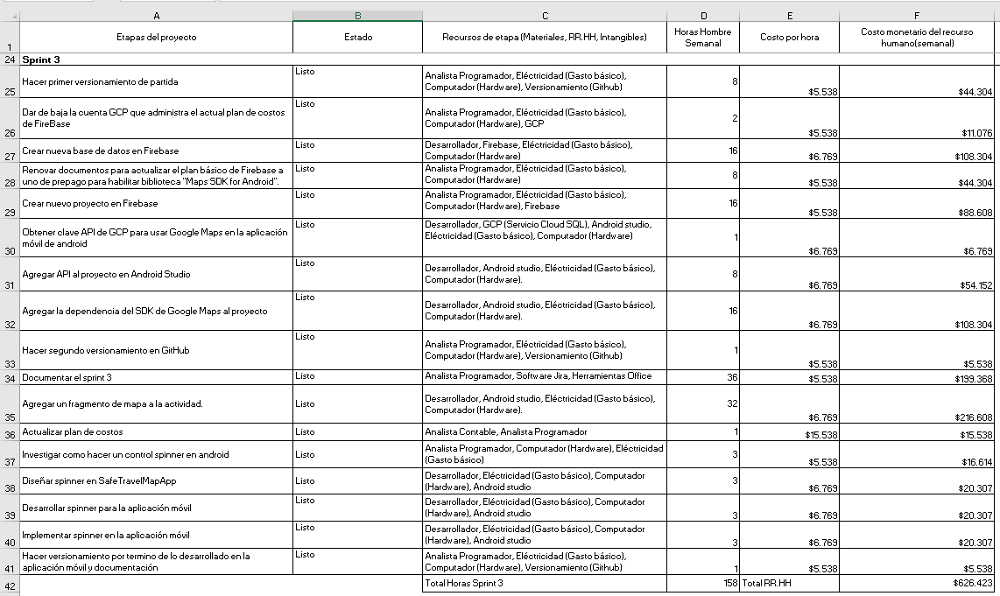 A B C D E F
1 Etapas del proyecto Estado Recursos de etapa (Materiales, RR.HH, Intangibles) Horas Hombre Semanal Costo por hora Costo monetario del recurso humano(semanal)
24 Sprint 3
25 Hacer primer versionamiento de partida Listo Analista Programador, Eléctricidad (Gasto básico), Computador (Hardware), Versionamiento (Github) 8 $5.538 $44.304
26 Dar de baja la cuenta GCP que administra el actual plan de costos de FireBase Listo Analista Programador, Eléctricidad (Gasto básico), Computador (Hardware), GCP 2 $5.538 $11.076
27 Crear nueva base de datos en Firebase Listo Desarrollador, Firebase, Eléctricidad (Gasto básico), Computador (Hardware) 16 $6.769 $108.304
28 Renovar documentos para actualizar el plan básico de Firebase a uno de prepago para habilitar biblioteca "Maps SDK for Android". Listo Analista Programador, Eléctricidad (Gasto básico), Computador (Hardware) 8 $5.538 $44.304
29 Crear nuevo proyecto en Firebase Listo Analista Programador, Eléctricidad (Gasto básico), Computador (Hardware), Firebase 16 $5.538 $88.608
30 Obtener clave API de GCP para usar Google Maps en la aplicación móvil de android Listo Desarrollador, GCP (Servicio Cloud SQL), Android studio, Eléctricidad (Gasto básico), Computador (Hardware) 1 $6.769 $6.769
31 Agregar API al proyecto en Android Studio Listo Desarrollador, Android studio, Eléctricidad (Gasto básico), Computador (Hardware). 8 $6.769 $54.152
32 Agregar la dependencia del SDK de Google Maps al proyecto Listo Desarrollador, Android studio, Eléctricidad (Gasto básico), Computador (Hardware). 16 $6.769 $108.304
33 Hacer segundo versionamiento en GitHub Listo Analista Programador, Eléctricidad (Gasto básico), Computador (Hardware), Versionamiento (Github) 1 $5.538 $5.538
34 Documentar el sprint 3 Listo Analista Programador, Software Jira, Herramientas Office 36 $5.538 $199.368
35 Agregar un fragmento de mapa a la actividad. Listo Desarrollador, Android studio, Eléctricidad (Gasto básico), Computador (Hardware). 32 $6.769 $216.608
36 Actualizar plan de costos Listo Analista Contable, Analista Programador 1 $15.538 $15.538
37 Investigar como hacer un control spinner en android Listo Analista Programador, Computador (Hardware), Eléctricidad (Gasto básico) 3 $5.538 $16.614
38 Diseñar spinner en SafeTravelMapApp Listo Desarrollador, Eléctricidad (Gasto básico), Computador (Hardware), Android studio 3 $6.769 $20.307
39 Desarrollar spinner para la aplicación móvil Listo Desarrollador, Eléctricidad (Gasto básico), Computador (Hardware), Android studio 3 $6.769 $20.307
40 Implementar spinner en la aplicación móvil Listo Desarrollador, Eléctricidad (Gasto básico), Computador (Hardware), Android studio 3 $6.769 $20.307
41 Hacer versionamiento por termino de lo desarrollado en la aplicación móvil y documentación Listo Analista Programador, Eléctricidad (Gasto básico), Computador (Hardware), Versionamiento (Github) 1 $5.538 $5.538
42 Total Horas Sprint 3 158 Total RR.HH $626.423